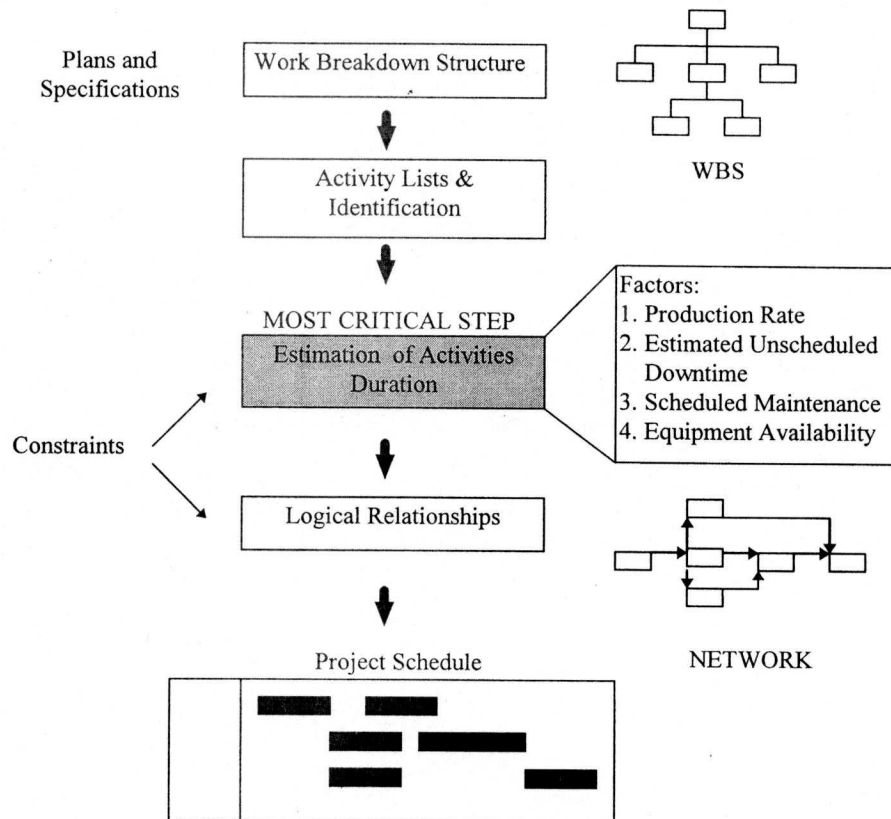 Plans and
Specifications
Work Breakdown Structure
WBS
Activity Lists &
Identification
MOST CRITICAL STEP
Estimation of Activities
Duration
Factors:
1. Production Rate
2. Estimated Unscheduled
Downtime
3. Scheduled Maintenance
4. Equipment Availability
Constraints
Logical Relationships
NETWORK
Project Schedule